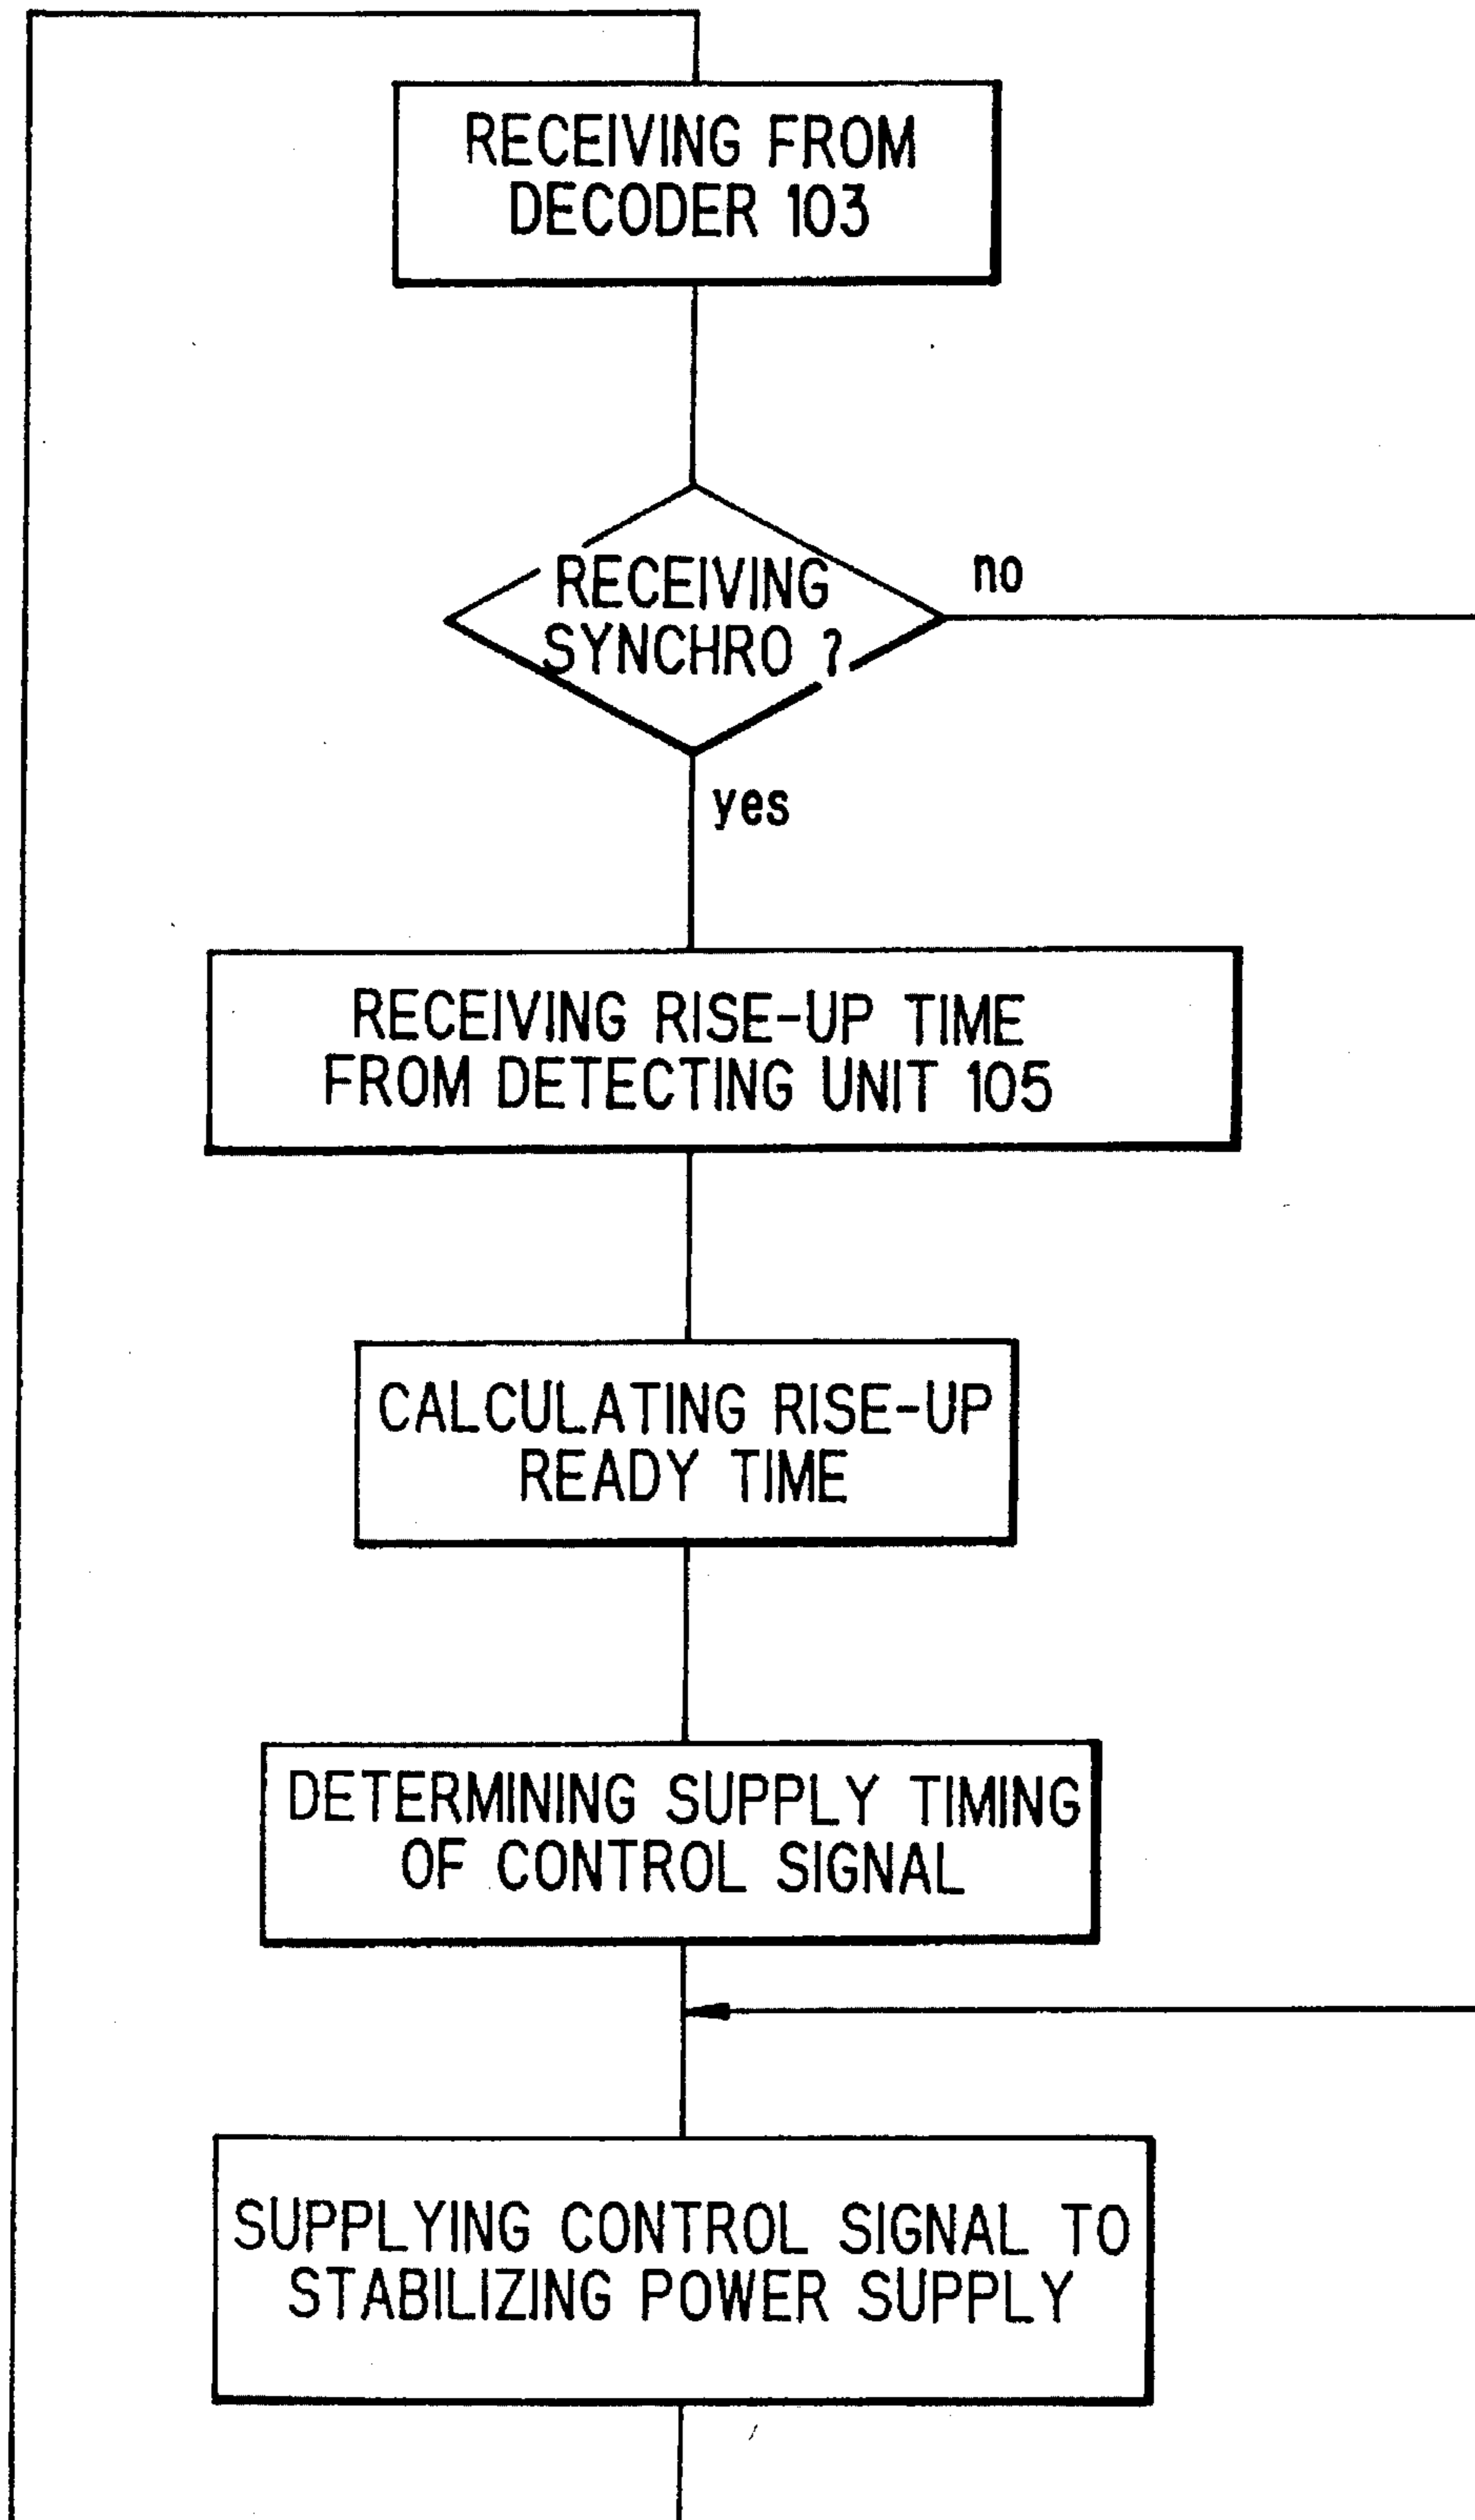 RECEIVING FROM
DECODER 103
RECEIVING
SYNCHRO ?
no
yes
RECEIVING RISE-UP TIME
FROM DETECTING UNIT 105
CALCULATING RISE-UP
READY TIME
DETERMINING SUPPLY TIMING
OF CONTROL SIGNAL
SUPPLYING CONTROL SIGNAL TO
STABILIZING POWER SUPPLY